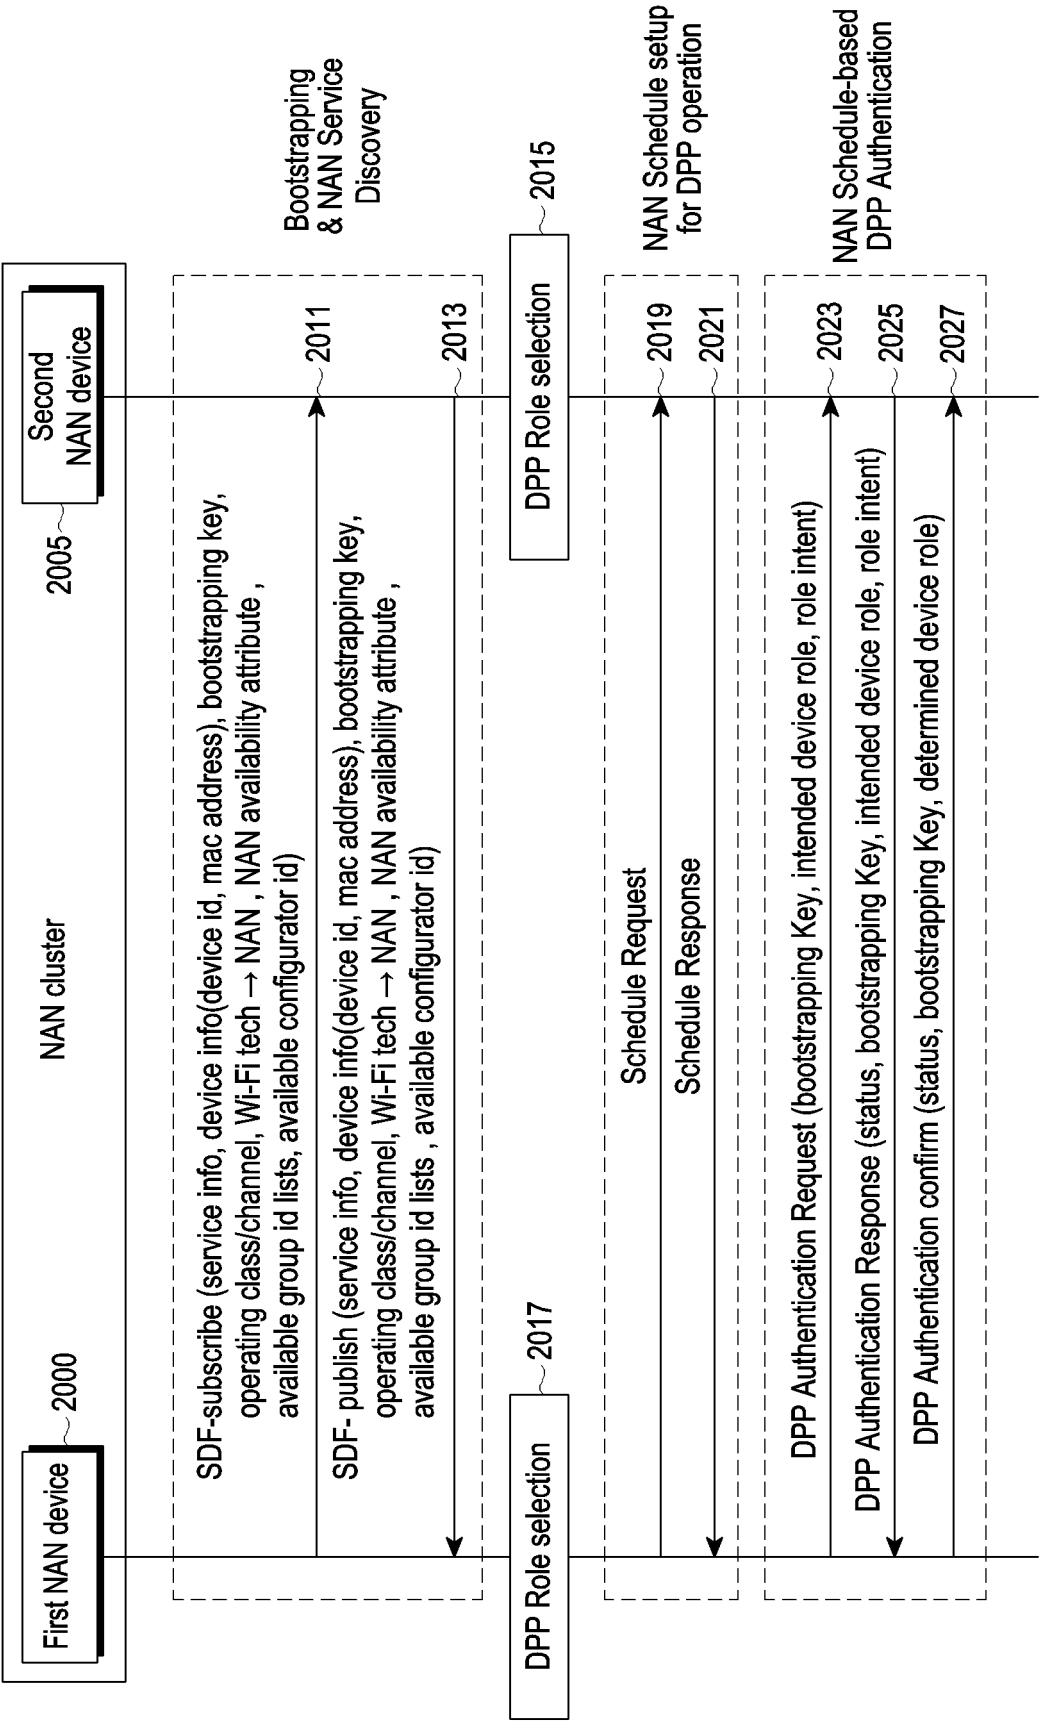 NAN cluster
First NAN device
2000
Second
NAN device
2005
SDF-subscribe (service info, device info(device id, mac address), bootstrapping key,
operating class/channel, Wi-Fi tech → NAN , NAN availability attribute ,
available group id lists, available configurator id)
2011
SDF- publish (service info, device info(device id, mac address), bootstrapping key,
operating class/channel, Wi-Fi tech → NAN , NAN availability attribute ,
available group id lists , available configurator id)
2013
Bootstrapping
& NAN Service
Discovery
DPP Role selection
2017
DPP Role selection
2015
Schedule Request
2019
Schedule Response
2021
NAN Schedule setup
for DPP operation
DPP Authentication Request (bootstrapping Key, intended device role, role intent)
2023
DPP Authentication Response (status, bootstrapping Key, intended device role, role intent)
2025
DPP Authentication confirm (status, bootstrapping Key, determined device role)
2027
NAN Schedule-based
DPP Authentication